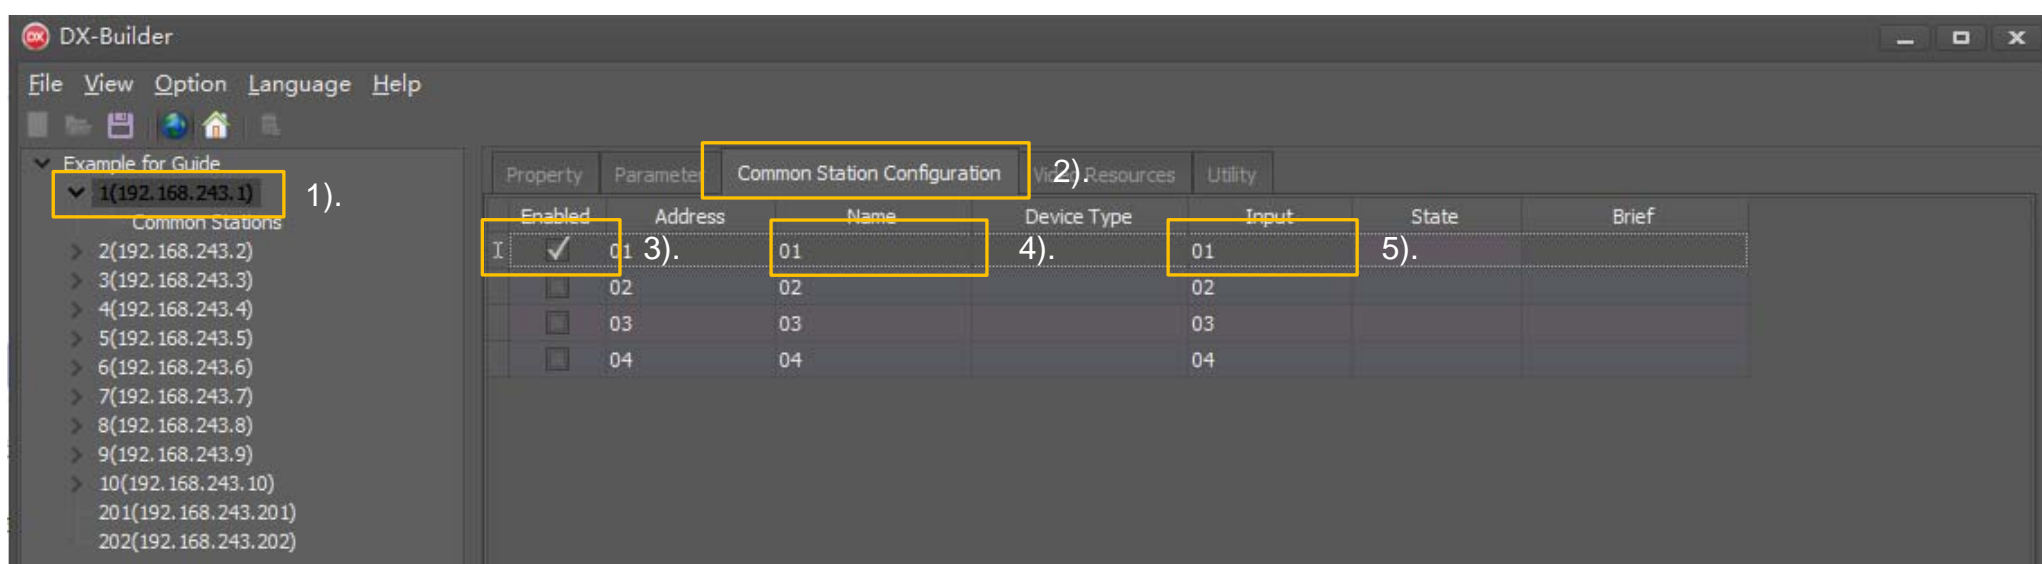 DX-Builder
File View Option Language Help
Example for Guide
1(192.168.243.1) 1).
Common Stations
2(192.168.243.2)
3(192.168.243.3)
4(192.168.243.4)
5(192.168.243.5)
6(192.168.243.6)
7(192.168.243.7)
8(192.168.243.8)
9(192.168.243.9)
10(192.168.243.10)
201(192.168.243.201)
202(192.168.243.202)
Property Parameter Common Station Configuration 2). Video Resources Utility
Enabled Address Name Device Type Input State Brief
01 3). 01 4). 01 5).
02 02 02
03 03 03
04 04 04